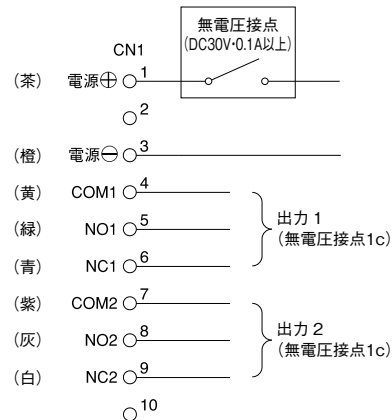 無電圧接点
(DC30V・0.1A以上)
CN1
(茶) 電源⊕ 1
2
(橙) 電源⊖ 3
(黄) COM1 4
(緑) NO1 5
(青) NC1 6
出力 1
(無電圧接点1c)
(紫) COM2 7
(灰) NO2 8
(白) NC2 9
出力 2
(無電圧接点1c)
10